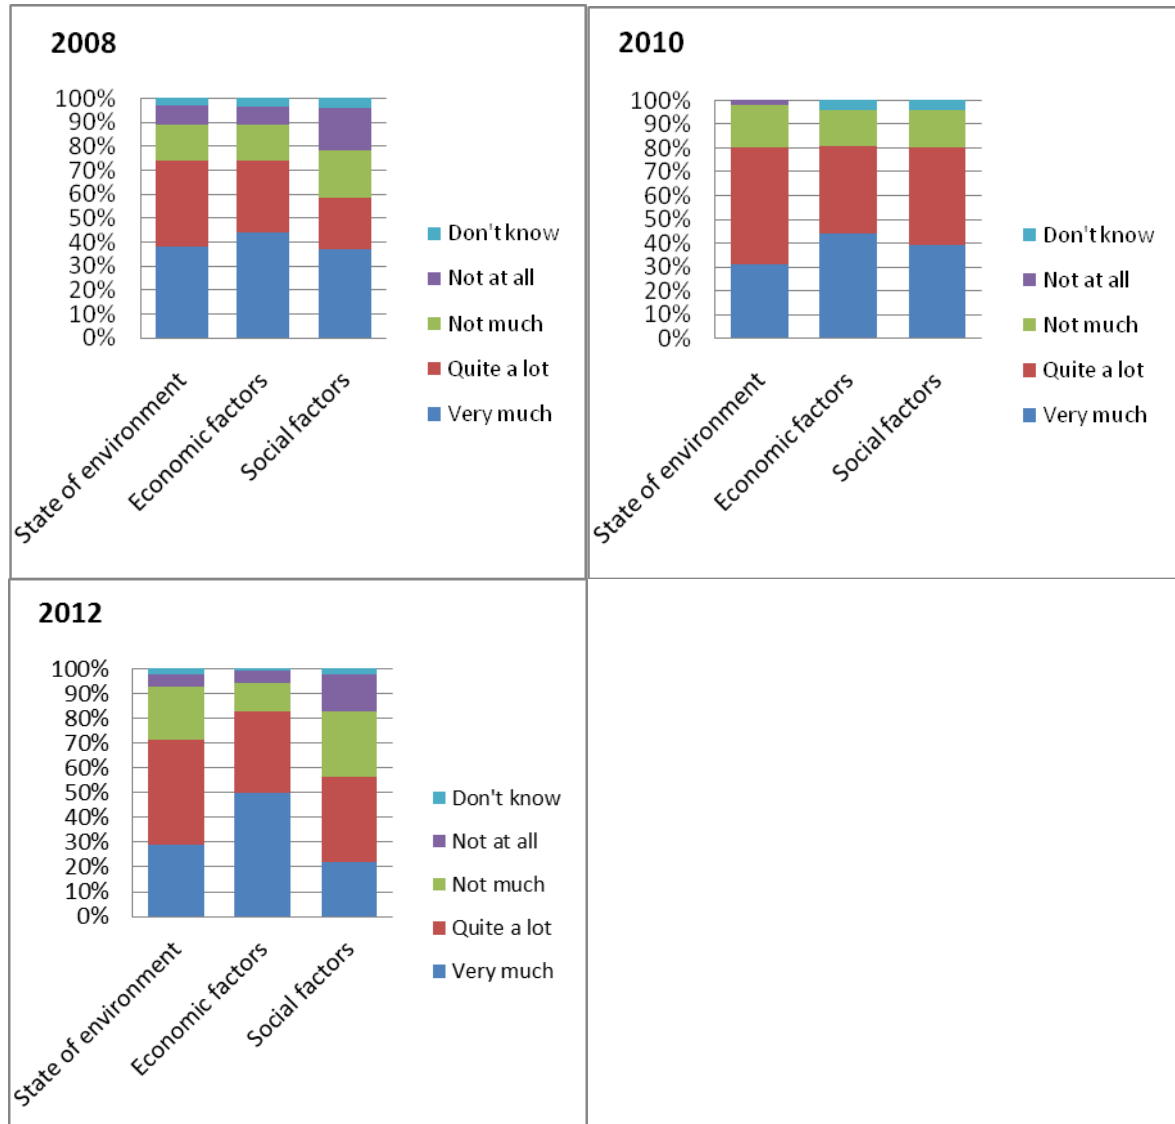 2008
100%
90%
80%
70%
60%
50%
40%
30%
20%
10%
0%
State of environment
Economic factors
Social factors
Don't know
Not at all
Not much
Quite a lot
Very much
2010
100%
90%
80%
70%
60%
50%
40%
30%
20%
10%
0%
State of environment
Economic factors
Social factors
Don't know
Not at all
Not much
Quite a lot
Very much
2012
100%
90%
80%
70%
60%
50%
40%
30%
20%
10%
0%
State of environment
Economic factors
Social factors
Don't know
Not at all
Not much
Quite a lot
Very much